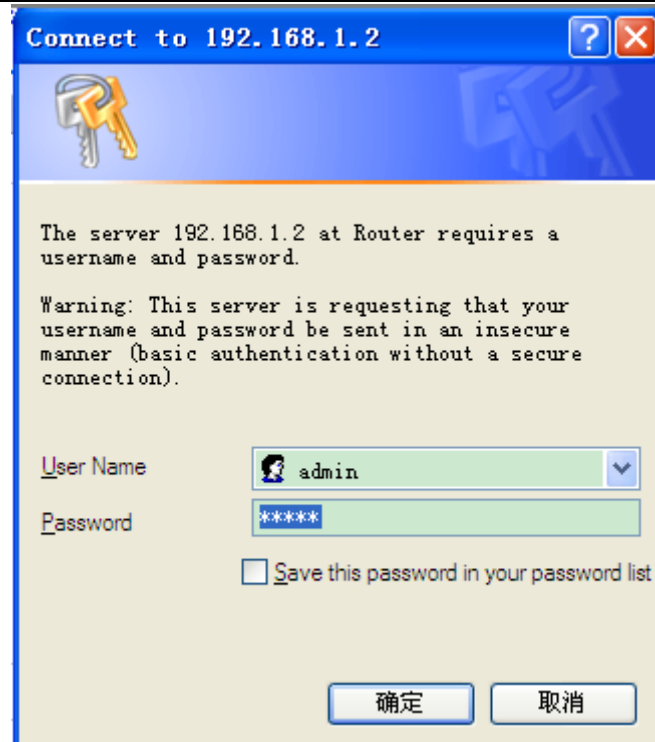 Connect to 192.168.1.2
The server 192.168.1.2 at Router requires a
username and password.
Warning: This server is requesting that your
username and password be sent in an insecure
manner (basic authentication without a secure
connection).
User Name
admin
Password
*****
Save this password in your password list
确定
取消